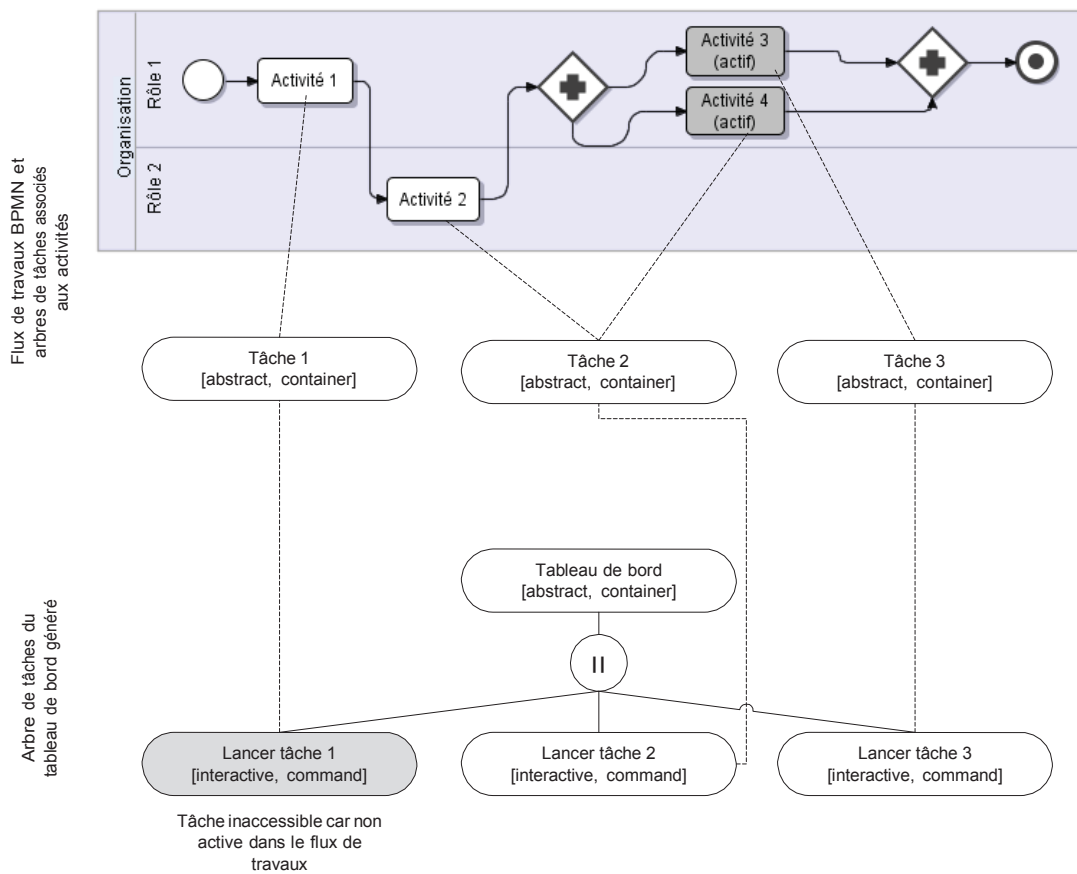 Flux de travaux BPMN et
arbres de tâches associés
aux activités
Organisation
Rôle 1
Rôle 2
Activité 1
Activité 2
Activité 3
(actif)
Activité 4
(actif)
Tâche 1
[abstract, container]
Tâche 2
[abstract, container]
Tâche 3
[abstract, container]
Arbre de tâches du
tableau de bord généré
Tableau de bord
[abstract, container]
II
Lancer tâche 1
[interactive, command]
Lancer tâche 2
[interactive, command]
Lancer tâche 3
[interactive, command]
Tâche inaccessible car non
active dans le flux de
travaux